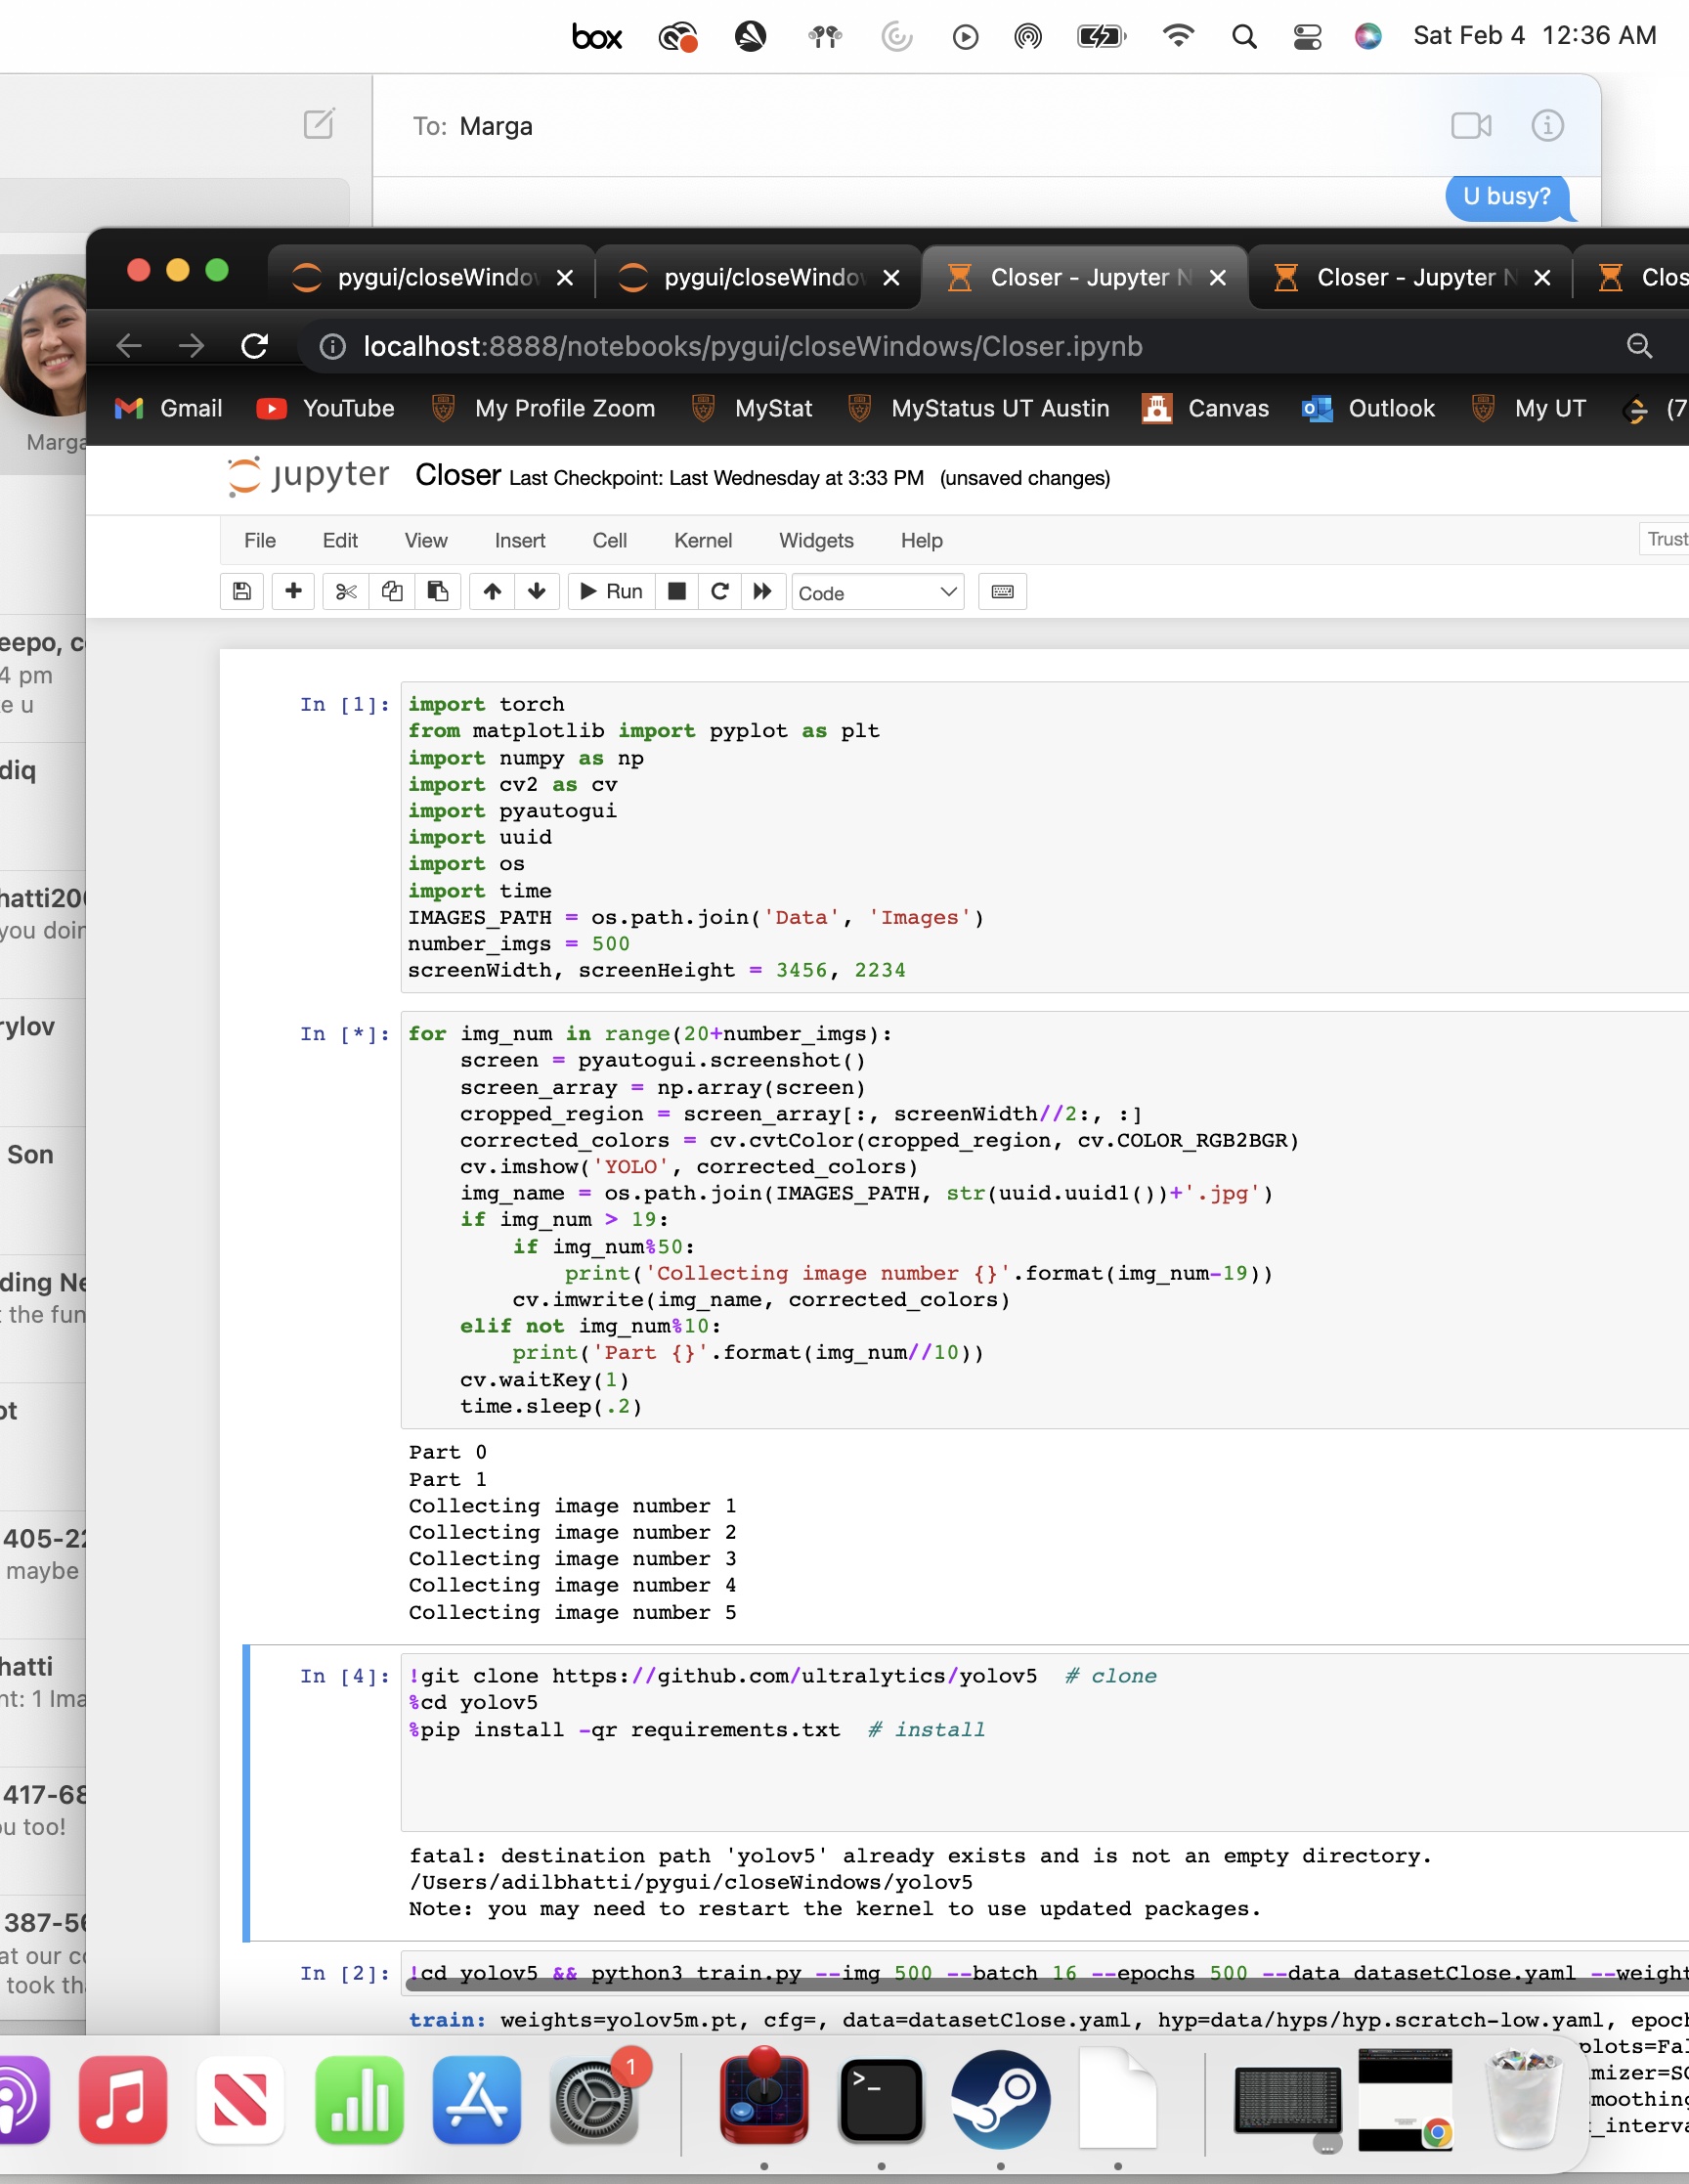 box Sat Feb 4 12:36 AM
To: Marga
U busy?
pygui/closeWindo pygui/closeWindo Closer - Jupyter N Closer - Jupyter N Clos
localhost:8888/notebooks/pygui/closeWindows/Closer.ipynb
Gmail YouTube My Profile Zoom MyStat MyStatus UT Austin Canvas Outlook My UT (7
Marga
jupyter Closer Last Checkpoint: Last Wednesday at 3:33 PM (unsaved changes)
File Edit View Insert Cell Kernel Widgets Help Trust
Run Code
eepo, c
4 pm
e u
diq
hatti20
you doin
rylov
Son
ding Ne
t the fun
ot
405-22
maybe
hatti
nt: 1 Ima
417-68
ou too!
387-56
at our c
took th
In [1]: import torch
from matplotlib import pyplot as plt
import numpy as np
import cv2 as cv
import pyautogui
import uuid
import os
import time
IMAGES_PATH = os.path.join('Data', 'Images')
number_imgs = 500
screenWidth, screenHeight = 3456, 2234
In [*]: for img_num in range(20+number_imgs):
screen = pyautogui.screenshot()
screen_array = np.array(screen)
cropped_region = screen_array[:, screenWidth//2:, :]
corrected_colors = cv.cvtColor(cropped_region, cv.COLOR_RGB2BGR)
cv.imshow('YOLO', corrected_colors)
img_name = os.path.join(IMAGES_PATH, str(uuid.uuid1())+'.jpg')
if img_num > 19:
if img_num%50:
print('Collecting image number {}'.format(img_num-19))
cv.imwrite(img_name, corrected_colors)
elif not img_num%10:
print('Part {}'.format(img_num//10))
cv.waitKey(1)
time.sleep(.2)
Part 0
Part 1
Collecting image number 1
Collecting image number 2
Collecting image number 3
Collecting image number 4
Collecting image number 5
In [4]: !git clone https://github.com/ultralytics/yolov5 # clone
%cd yolov5
%pip install -qr requirements.txt # install
fatal: destination path 'yolov5' already exists and is not an empty directory.
/Users/adilbhatti/pygui/closeWindows/yolov5
Note: you may need to restart the kernel to use updated packages.
In [2]: !cd yolov5 && python3 train.py --img 500 --batch 16 --epochs 500 --data datasetClose.yaml --weight
train: weights=yolov5m.pt, cfg=, data=datasetClose.yaml, hyp=data/hyps/hyp.scratch-low.yaml, epoch
plots=Fal
mizer=SG
moothing
_interva
1